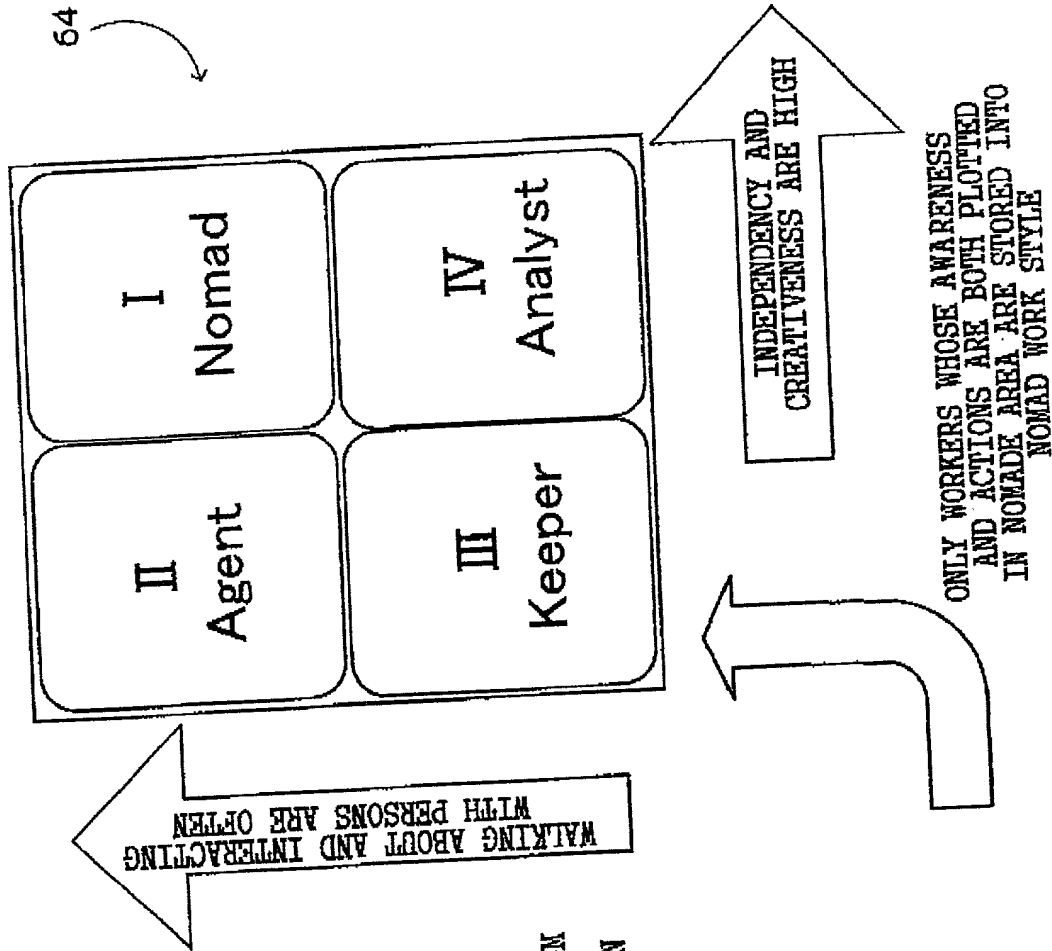 64
I
Nomad
II
Agent
III
Keeper
IV
Analyst
WALKING ABOUT AND INTERACTING
WITH PERSONS ARE OFTEN
INDEPENDENCY AND
CREATIVENESS ARE HIGH
ONLY WORKERS WHOSE AWARENESS
AND ACTIONS ARE BOTH PLOTTED
IN NOMADE AREA ARE STORED INTO
NOMAD WORK STYLE